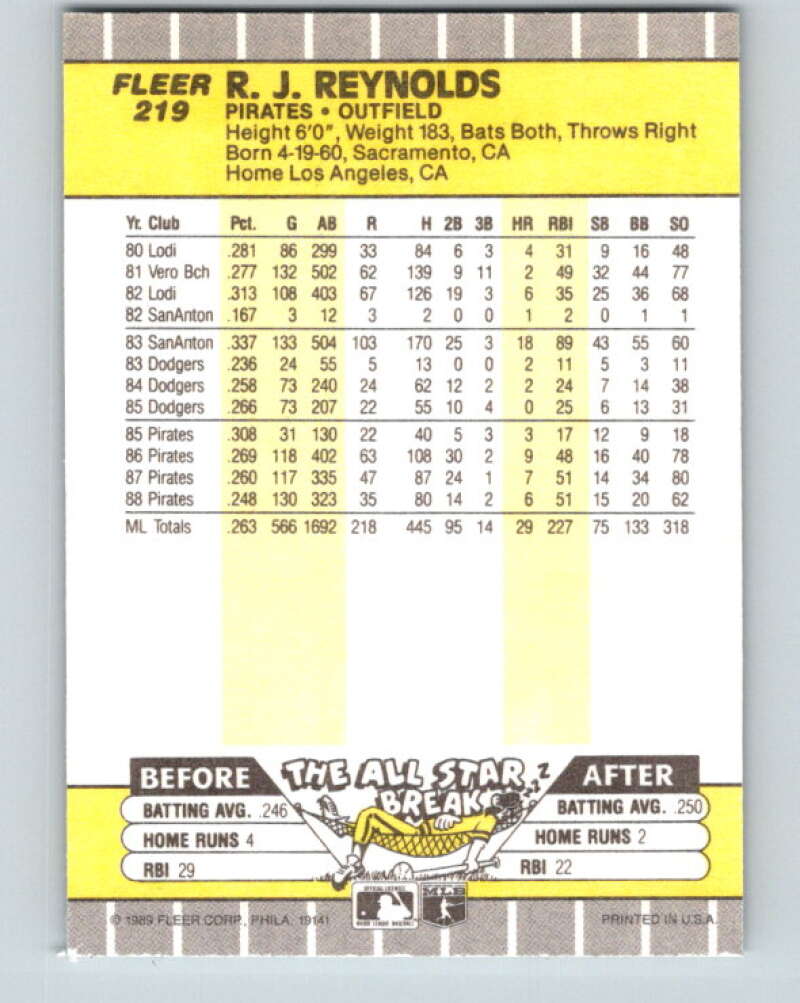 FLEER R. J. REYNOLDS
219 PIRATES • OUTFIELD
Height 6'0", Weight 183, Bats Both, Throws Right
Born 4-19-60, Sacramento, CA
Home Los Angeles, CA
Yr. Club Pct. G AB R H 2B 3B HR RBI SB BB SO
80 Lodi .281 86 299 33 84 6 3 4 31 9 16 48
81 Vero Bch .277 132 502 62 139 9 11 2 49 32 44 77
82 Lodi .313 108 403 67 126 19 3 6 35 25 36 68
82 SanAnton .167 3 12 3 2 0 0 1 2 0 1 1
83 SanAnton .337 133 504 103 170 25 3 18 89 43 55 60
83 Dodgers .236 24 55 5 13 0 0 2 11 5 3 11
84 Dodgers .258 73 240 24 62 12 2 2 24 7 14 38
85 Dodgers .266 73 207 22 55 10 4 0 25 6 13 31
85 Pirates .308 31 130 22 40 5 3 3 17 12 9 18
86 Pirates .269 118 402 63 108 30 2 9 48 16 40 78
87 Pirates .260 117 335 47 87 24 1 7 51 14 34 80
88 Pirates .248 130 323 35 80 14 2 6 51 15 20 62
ML Totals .263 566 1692 218 445 95 14 29 227 75 133 318
BEFORE THE ALL STAR BREAK ZZZZ AFTER
BATTING AVG. .246 BATTING AVG. .250
HOME RUNS 4 HOME RUNS 2
RBI 29 RBI 22
OFFICIAL LICENSEE
MAJOR LEAGUE BASEBALL
MLB
© 1989 FLEER CORP., PHILA. 19141 PRINTED IN U.S.A.